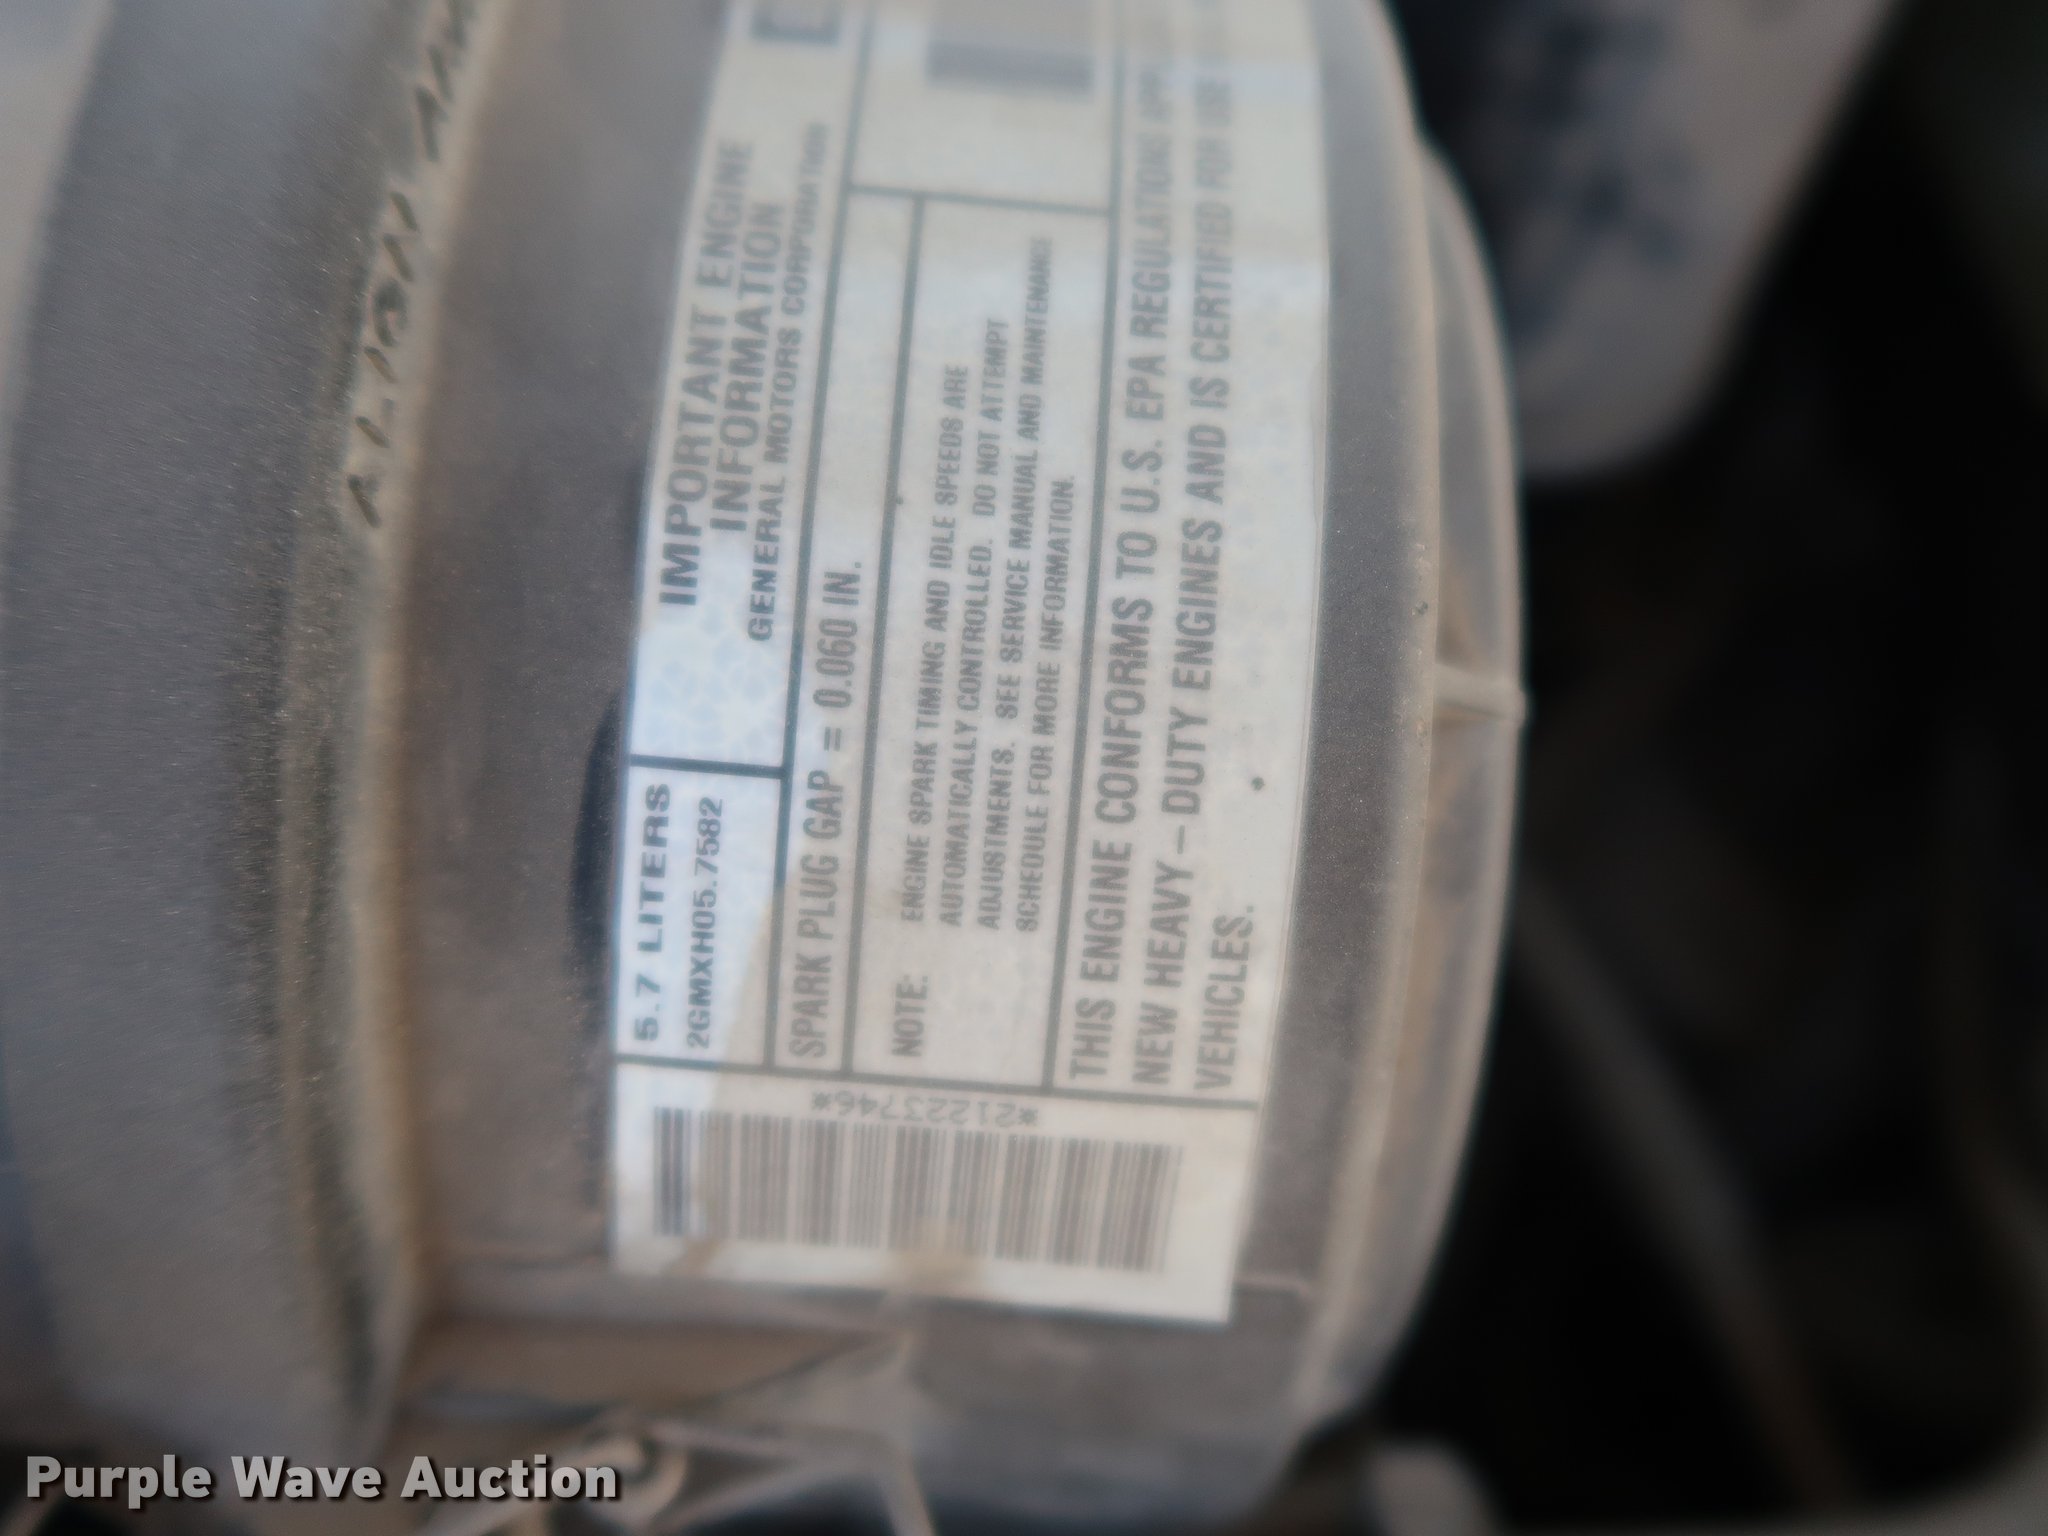 5.7 LITERS
2GMXH05.7582
IMPORTANT ENGINE
INFORMATION
GENERAL MOTORS CORPORATION
SPARK PLUG GAP = 0.060 IN.
NOTE: ENGINE SPARK TIMING AND IDLE SPEEDS ARE
AUTOMATICALLY CONTROLLED. DO NOT ATTEMPT
ADJUSTMENTS. SEE SERVICE MANUAL AND MAINTENANCE
SCHEDULE FOR MORE INFORMATION.
THIS ENGINE CONFORMS TO U.S. EPA REGULATIONS APPL
NEW HEAVY-DUTY ENGINES AND IS CERTIFIED FOR USE
VEHICLES.
*21223746*
ALIGN
Purple Wave Auction